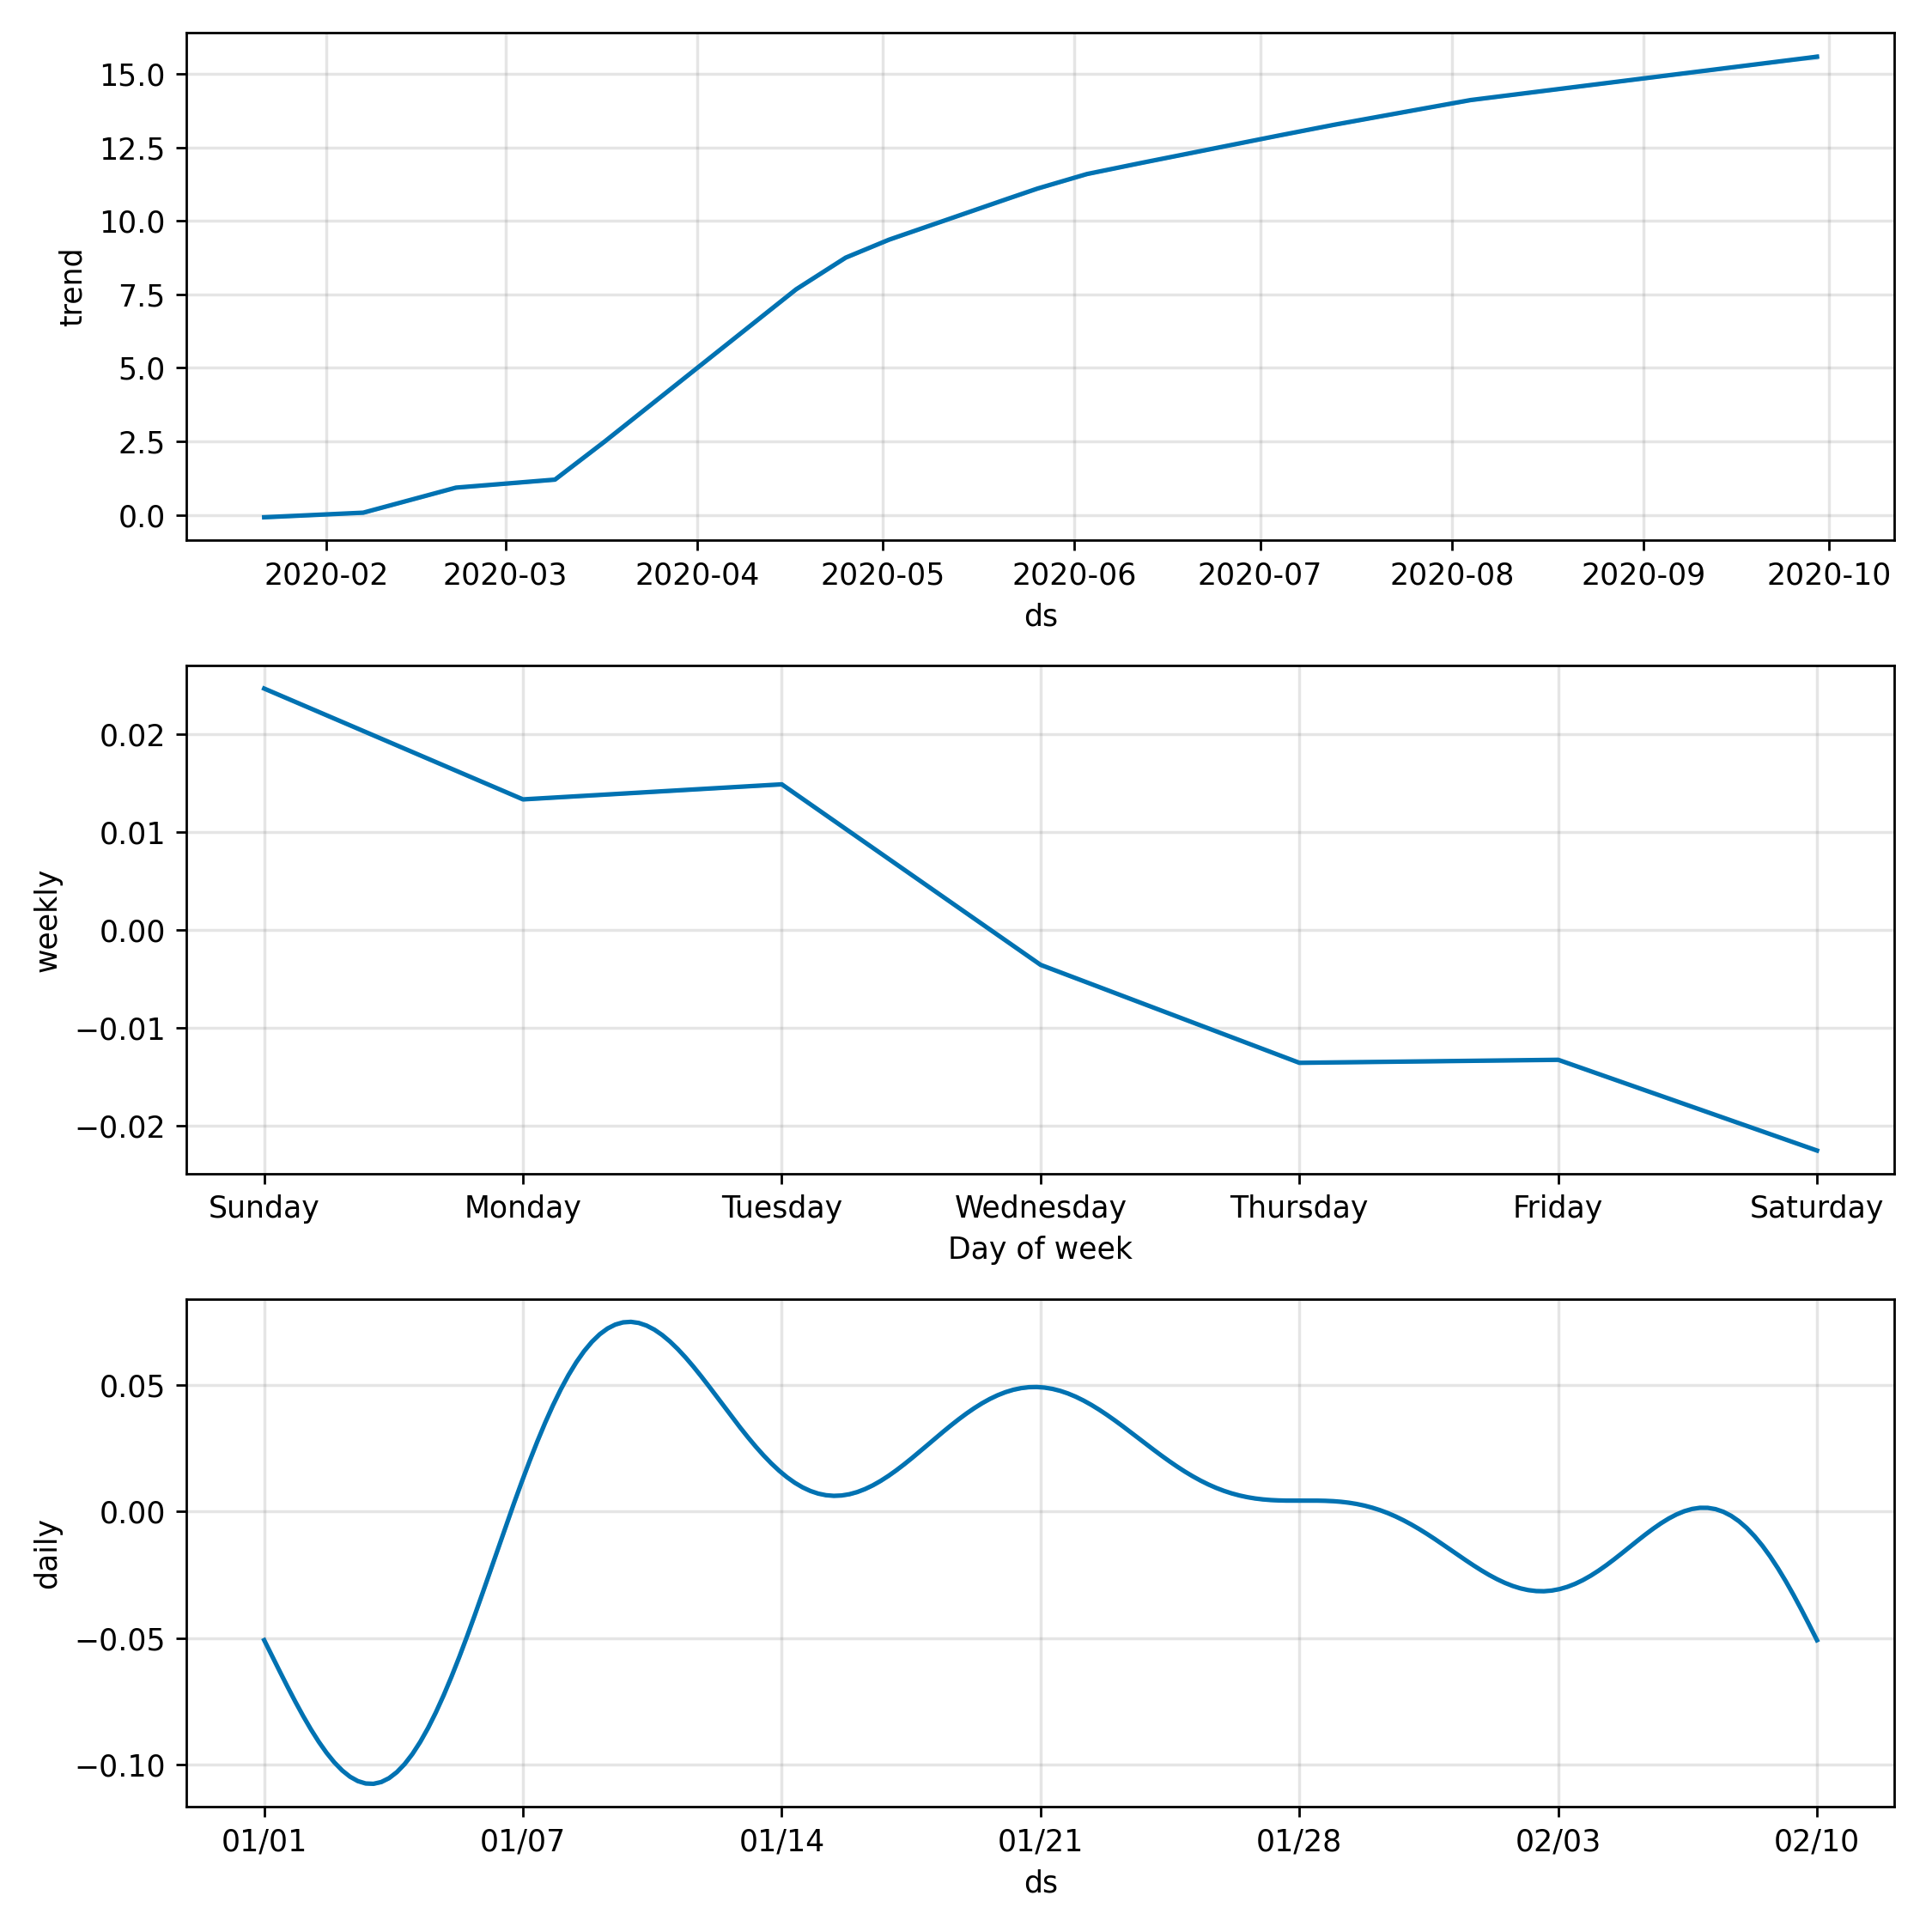 trend
15.0
12.5
10.0
7.5
5.0
2.5
0.0
2020-02 2020-03 2020-04 2020-05 2020-06 2020-07 2020-08 2020-09 2020-10
ds
weekly
0.02
0.01
0.00
−0.01
−0.02
Sunday Monday Tuesday Wednesday Thursday Friday Saturday
Day of week
daily
0.05
0.00
−0.05
−0.10
01/01 01/07 01/14 01/21 01/28 02/03 02/10
ds